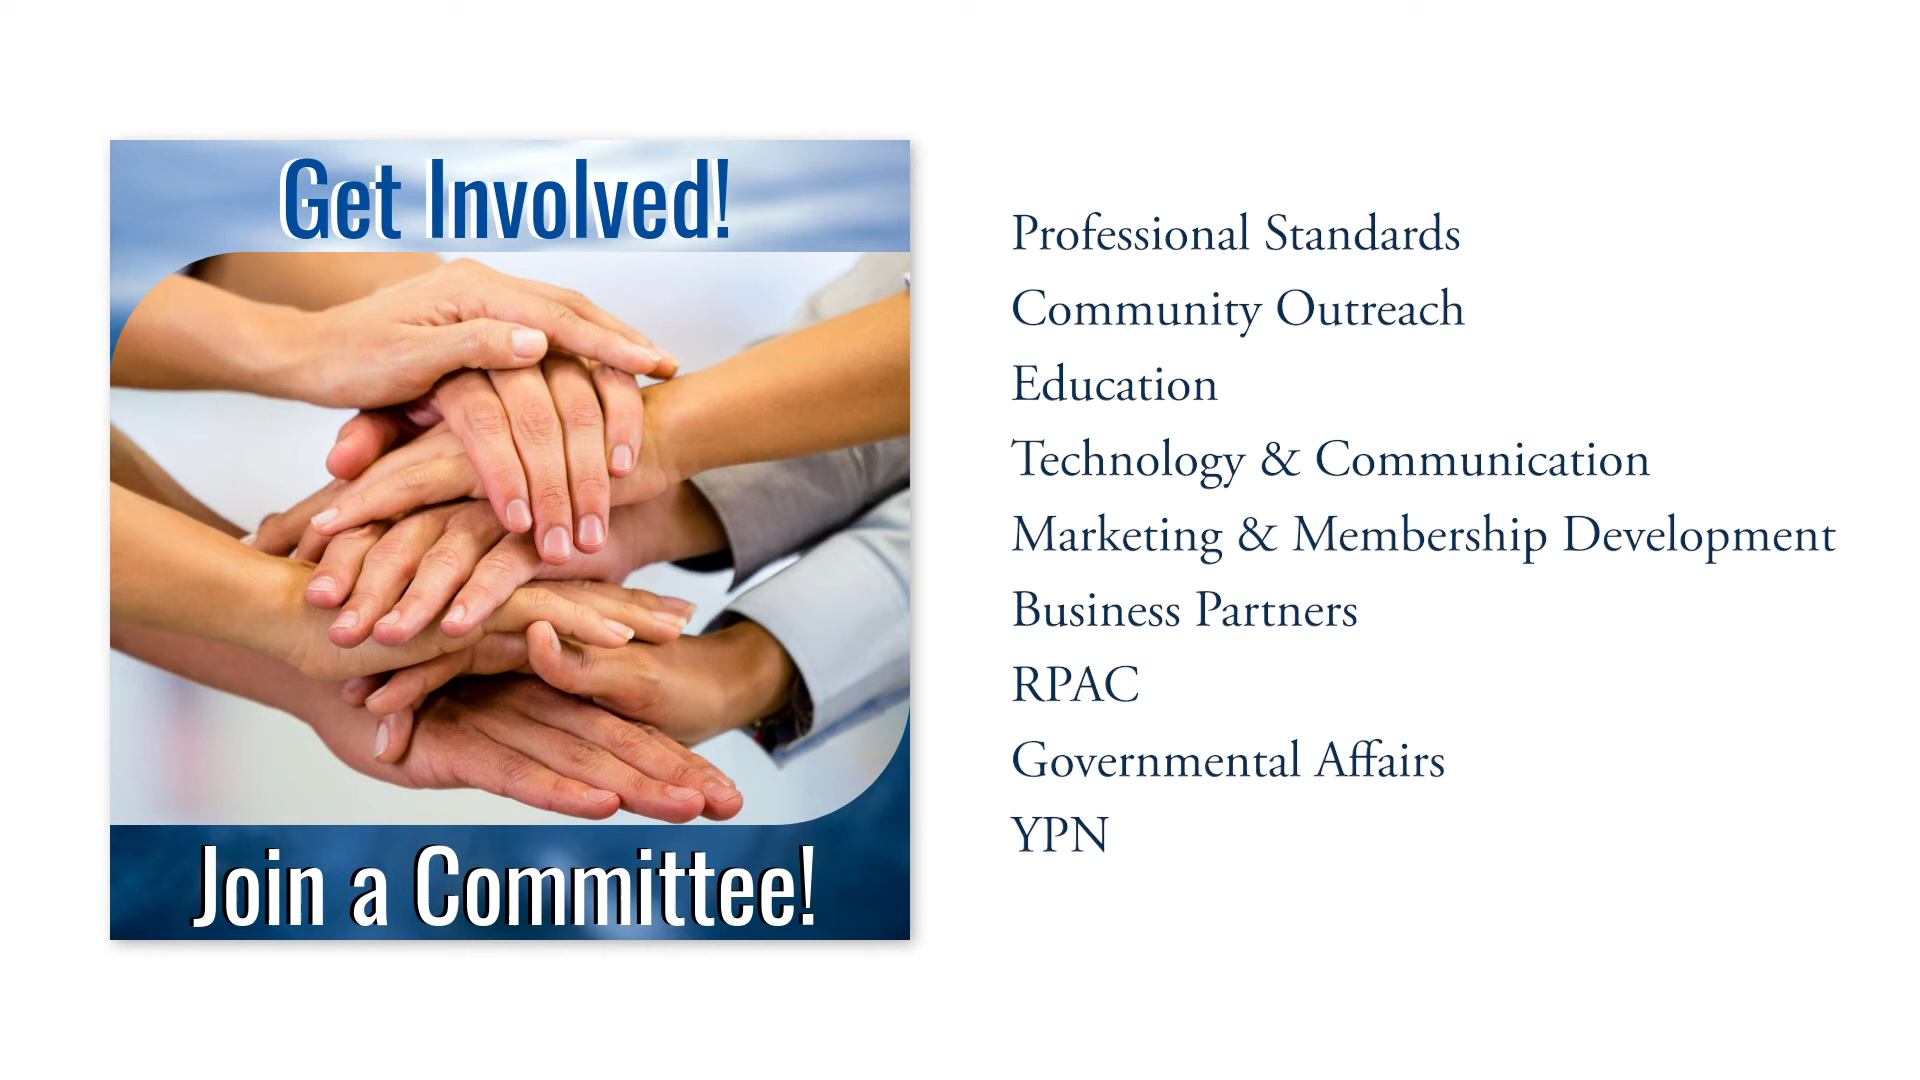 Get Involved!
Join a Committee!
Professional Standards
Community Outreach
Education
Technology & Communication
Marketing & Membership Development
Business Partners
RPAC
Governmental Affairs
YPN